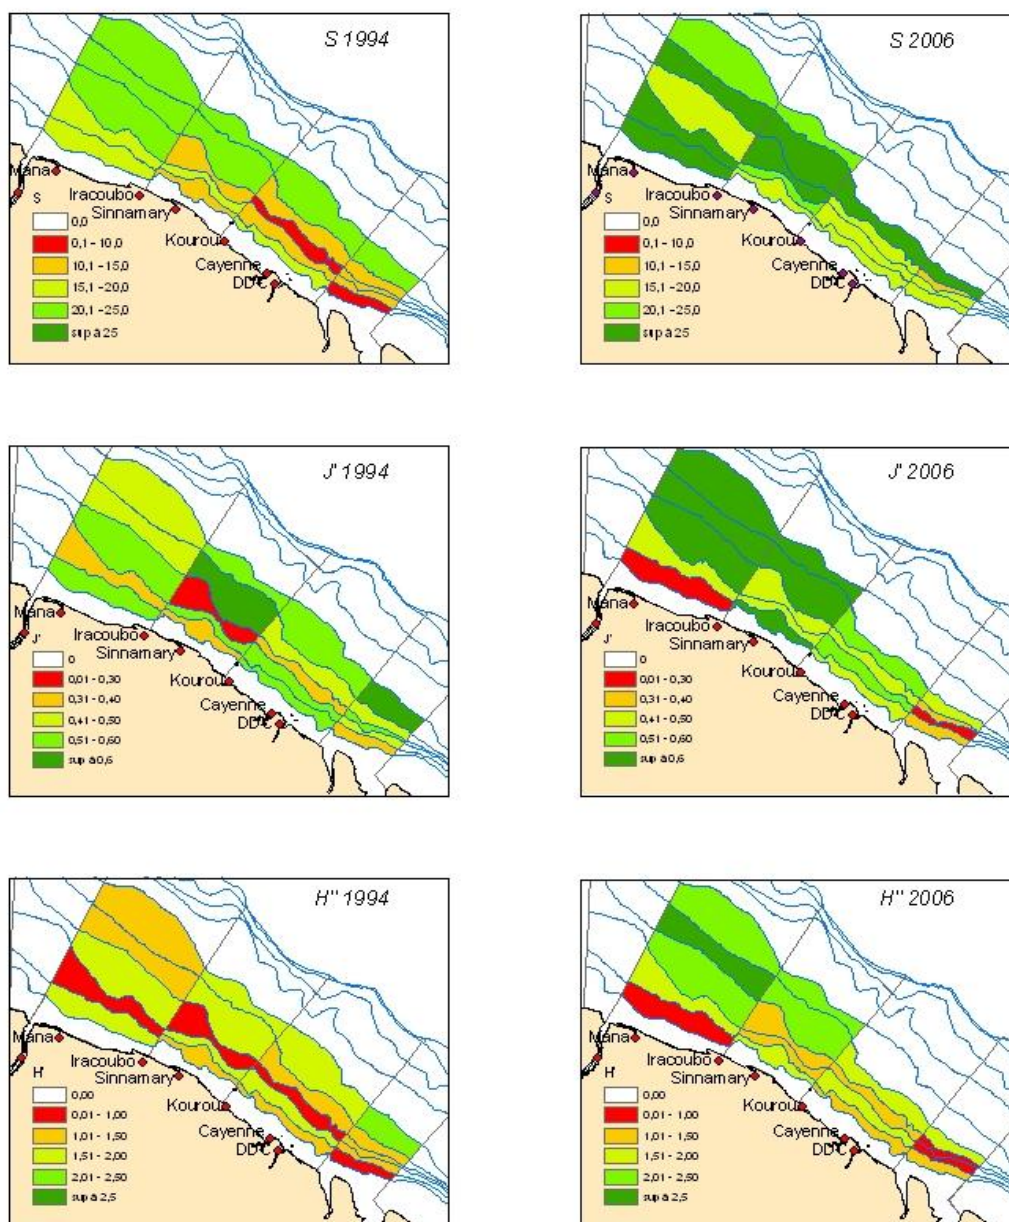 S 1994
Mana
Iracoubo
Sinnamary
Kourou
Cayenne
DD'C
S
0,0
0,1 - 10,0
10,1 - 15,0
15,1 - 20,0
20,1 - 25,0
sup à 25
S 2006
Mana
Iracoubo
Sinnamary
Kourou
Cayenne
DD'C
S
0,0
0,1 - 10,0
10,1 - 15,0
15,1 - 20,0
20,1 - 25,0
sup à 25
J' 1994
Mana
Iracoubo
Sinnamary
Kourou
Cayenne
DD'C
J'
0
0,01 - 0,30
0,31 - 0,40
0,41 - 0,50
0,51 - 0,60
sup à 0,6
J' 2006
Mana
Iracoubo
Sinnamary
Kourou
Cayenne
DD'C
J'
0
0,01 - 0,30
0,31 - 0,40
0,41 - 0,50
0,51 - 0,60
sup à 0,6
H'' 1994
Mana
Iracoubo
Sinnamary
Kourou
Cayenne
DD'C
H'
0,00
0,01 - 1,00
1,01 - 1,50
1,51 - 2,00
2,01 - 2,50
sup à 2,5
H'' 2006
Mana
Iracoubo
Sinnamary
Kourou
Cayenne
DD'C
H'
0,00
0,01 - 1,00
1,01 - 1,50
1,51 - 2,00
2,01 - 2,50
sup à 2,5